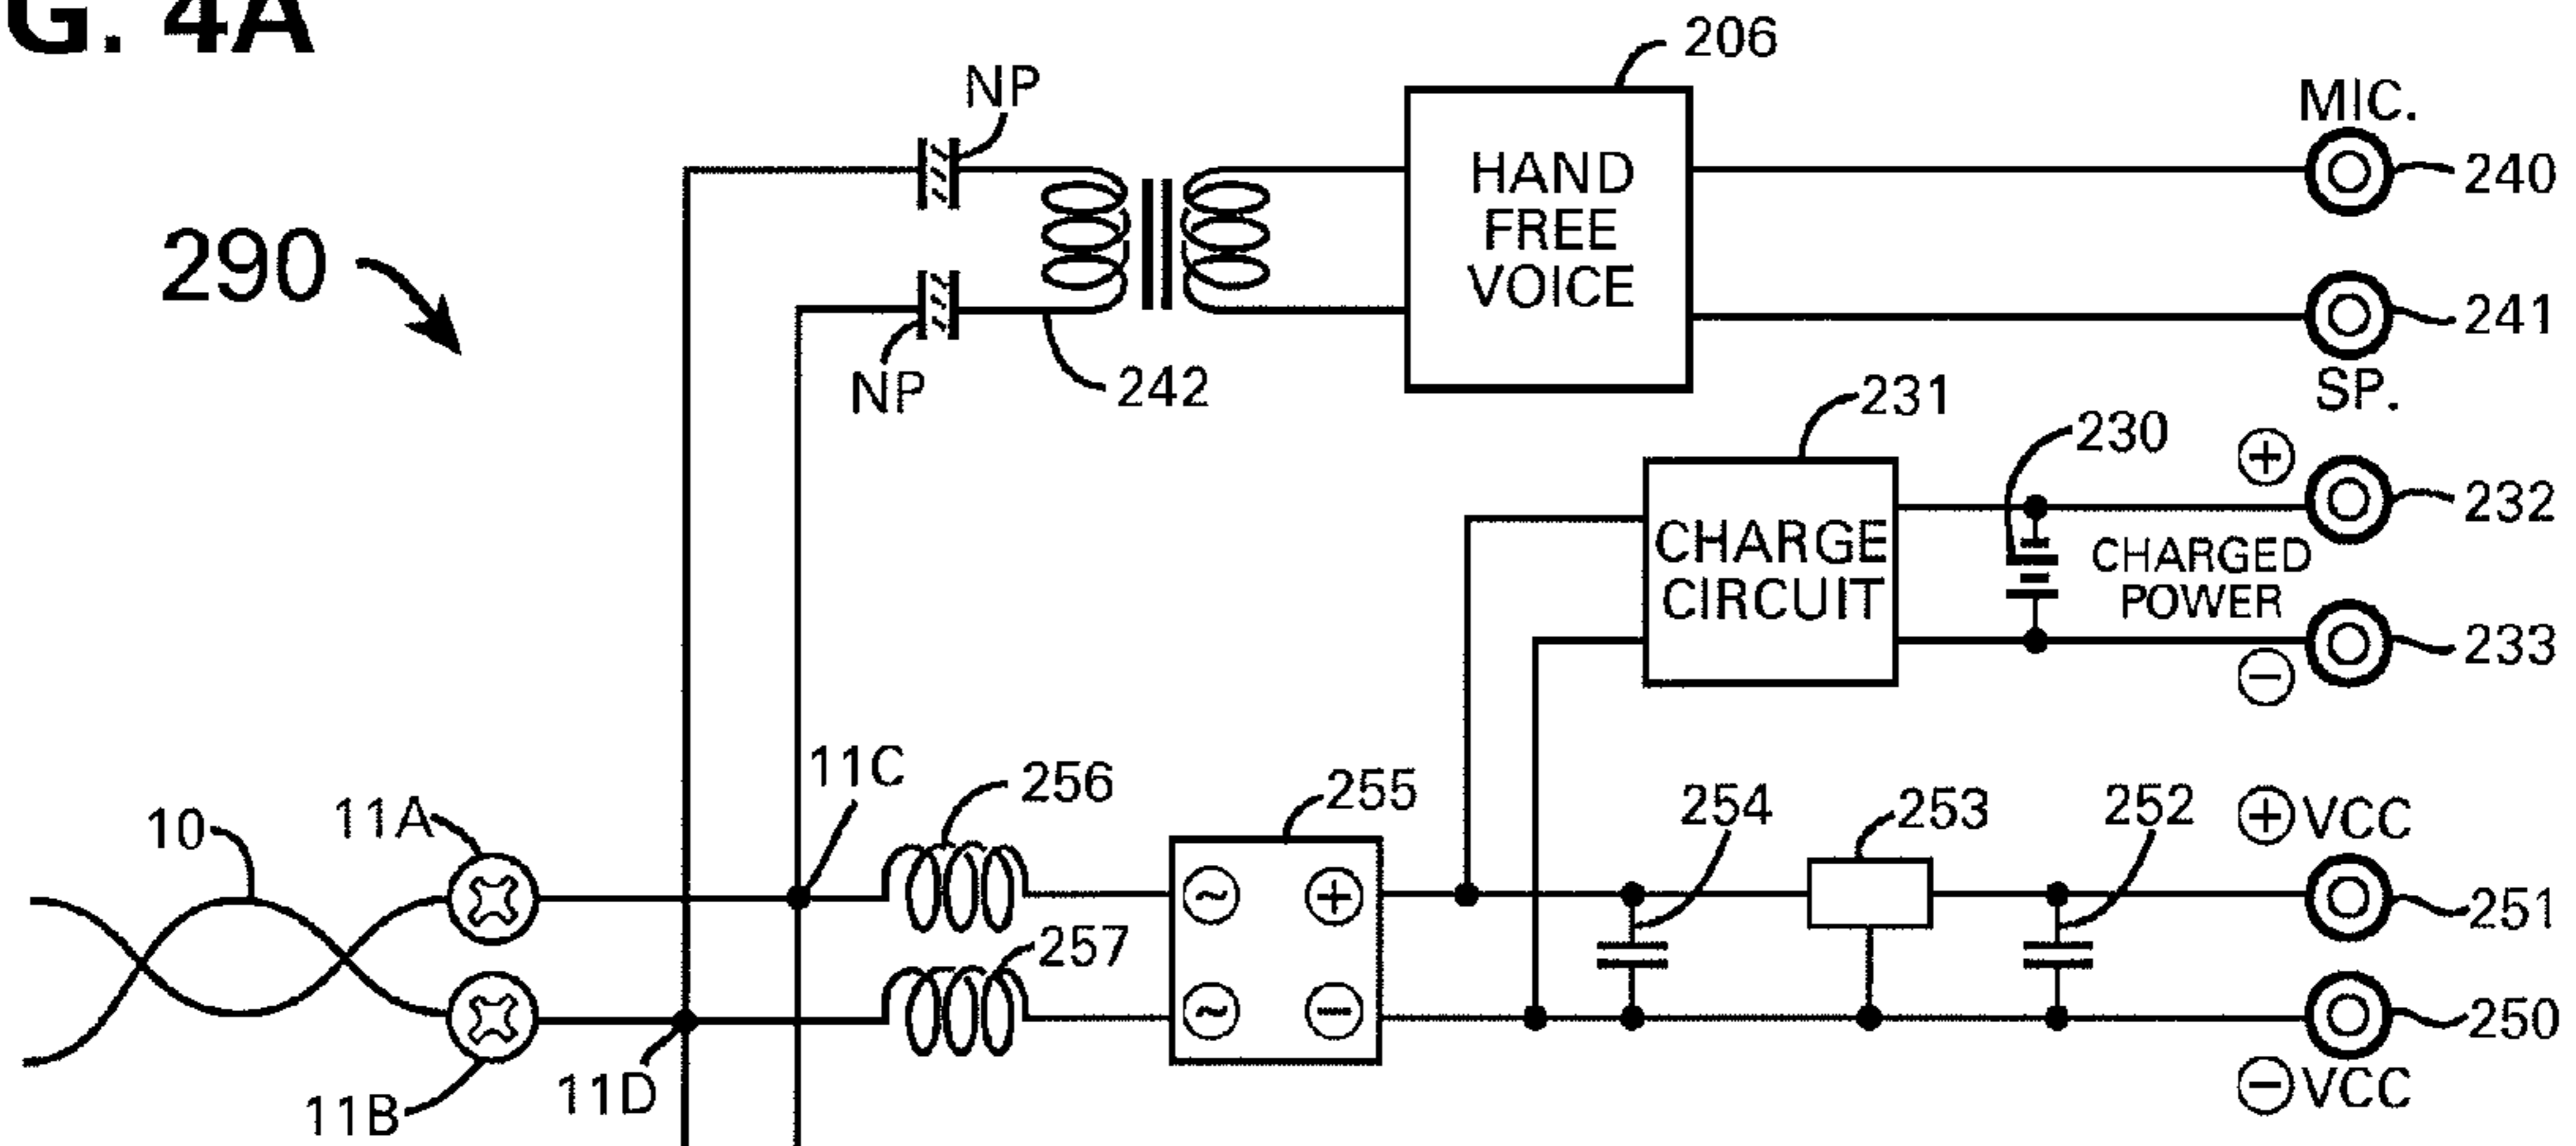 G. 4A
206
NP
MIC.
HAND
FREE
VOICE
240
290
241
NP
242
SP.
231
230
+
232
CHARGE
CIRCUIT
CHARGED
POWER
233
−
11C
256
255
254
253
252
+ VCC
10
11A
~
+
251
257
~
−
250
11D
11B
− VCC